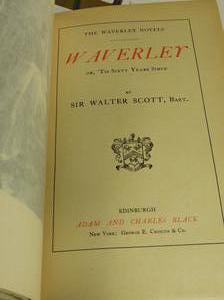 THE WAVERLEY NOVELS
WAVERLEY
OR, 'TIS SIXTY YEARS SINCE
BY
SIR WALTER SCOTT, BART.
EDINBURGH
ADAM AND CHARLES BLACK
NEW YORK: GEORGE E. CROSCUP & CO.